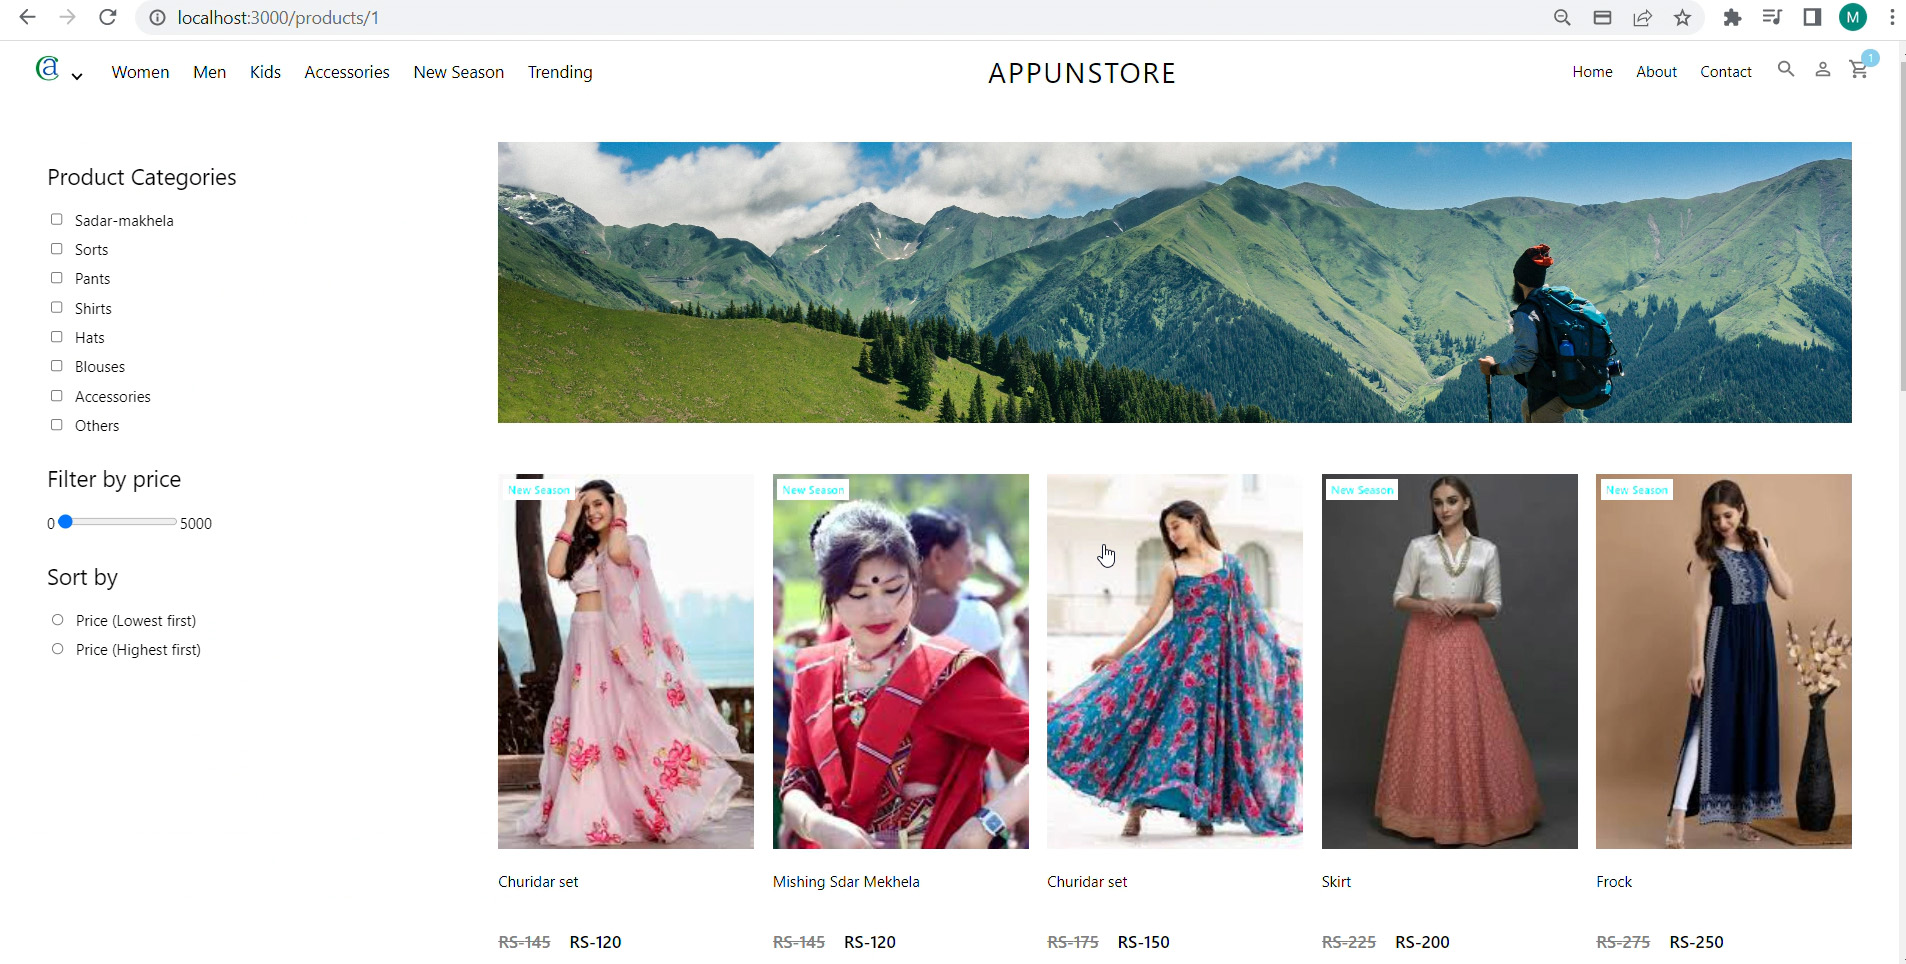 localhost:3000/products/1
M
a Women Men Kids Accessories New Season Trending APPUNSTORE Home About Contact 1
Product Categories
Sadar-makhela
Sorts
Pants
Shirts
Hats
Blouses
Accessories
Others
Filter by price
0 5000
Sort by
Price (Lowest first)
Price (Highest first)
New Season New Season New Season New Season
Churidar set Mishing Sdar Mekhela Churidar set Skirt Frock
RS-145 RS-120 RS-145 RS-120 RS-175 RS-150 RS-225 RS-200 RS-275 RS-250